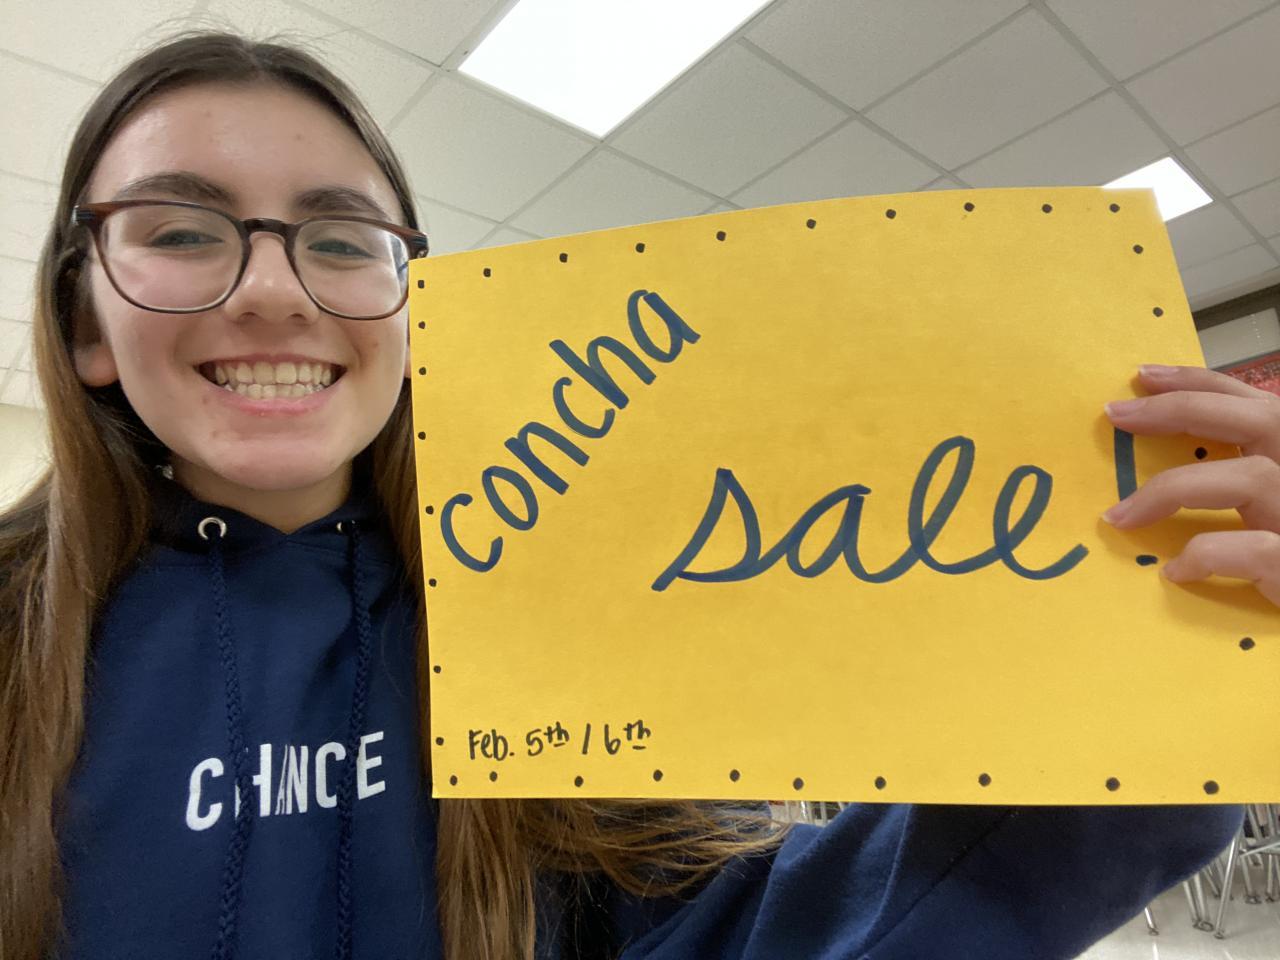 concha
sale!
Feb. 5th / 6th
CHANCE